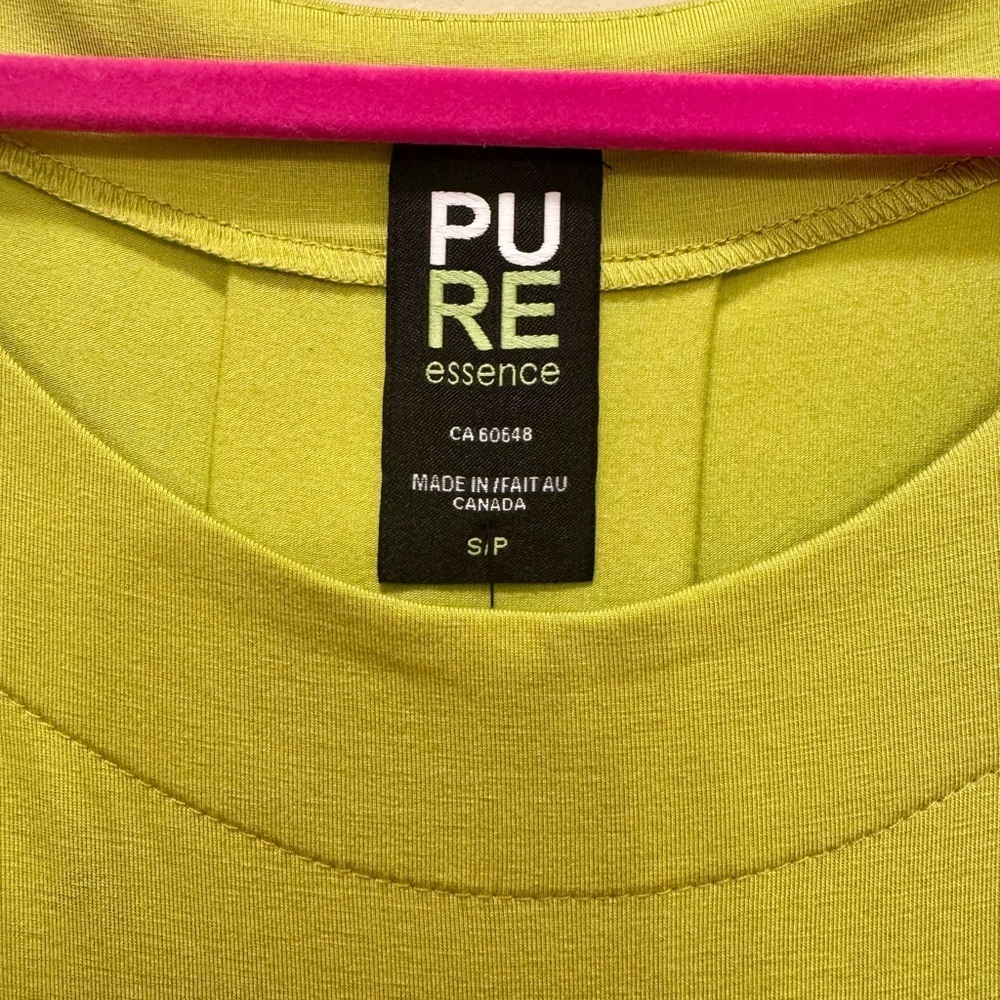 PU
RE
essence
CA 60648
MADE IN/FAIT AU
CANADA
S/P